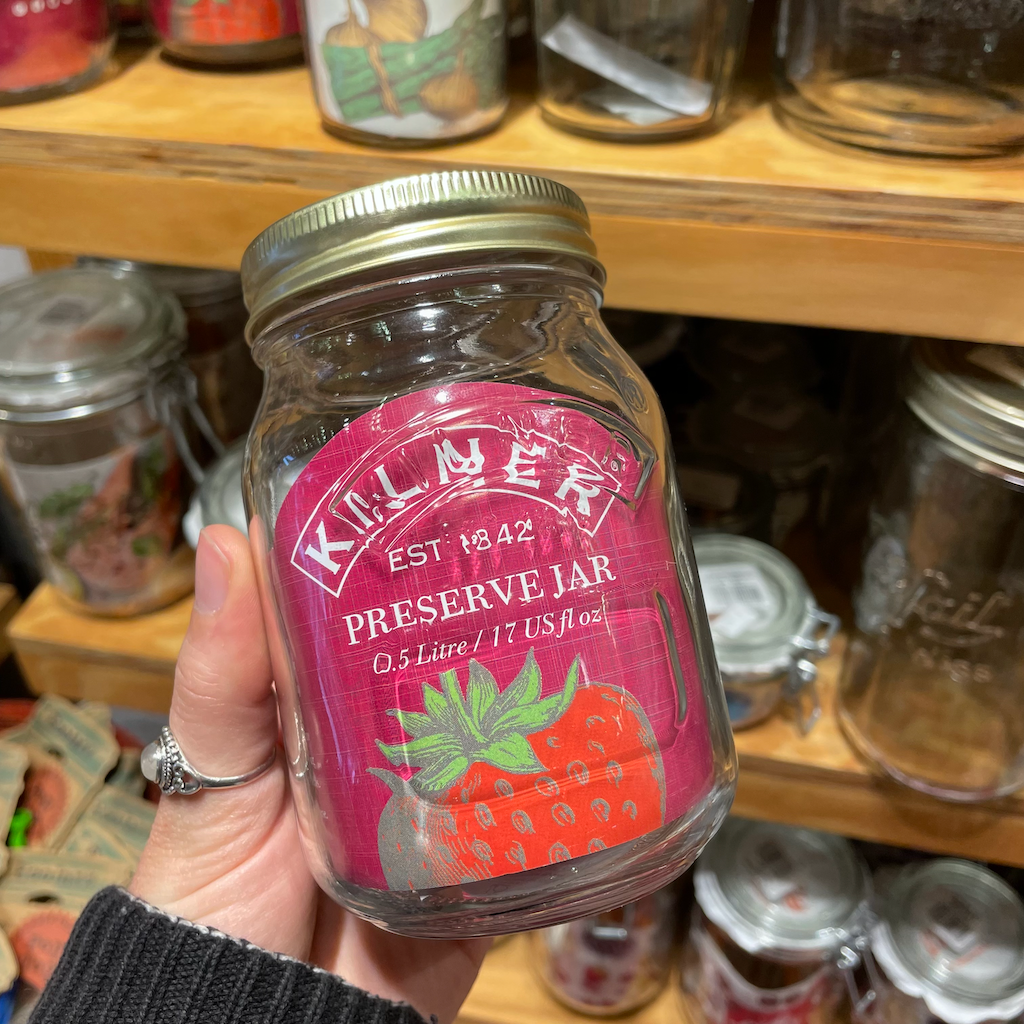 KILNER
EST 1842
PRESERVE JAR
0.5 Litre / 17 US fl oz